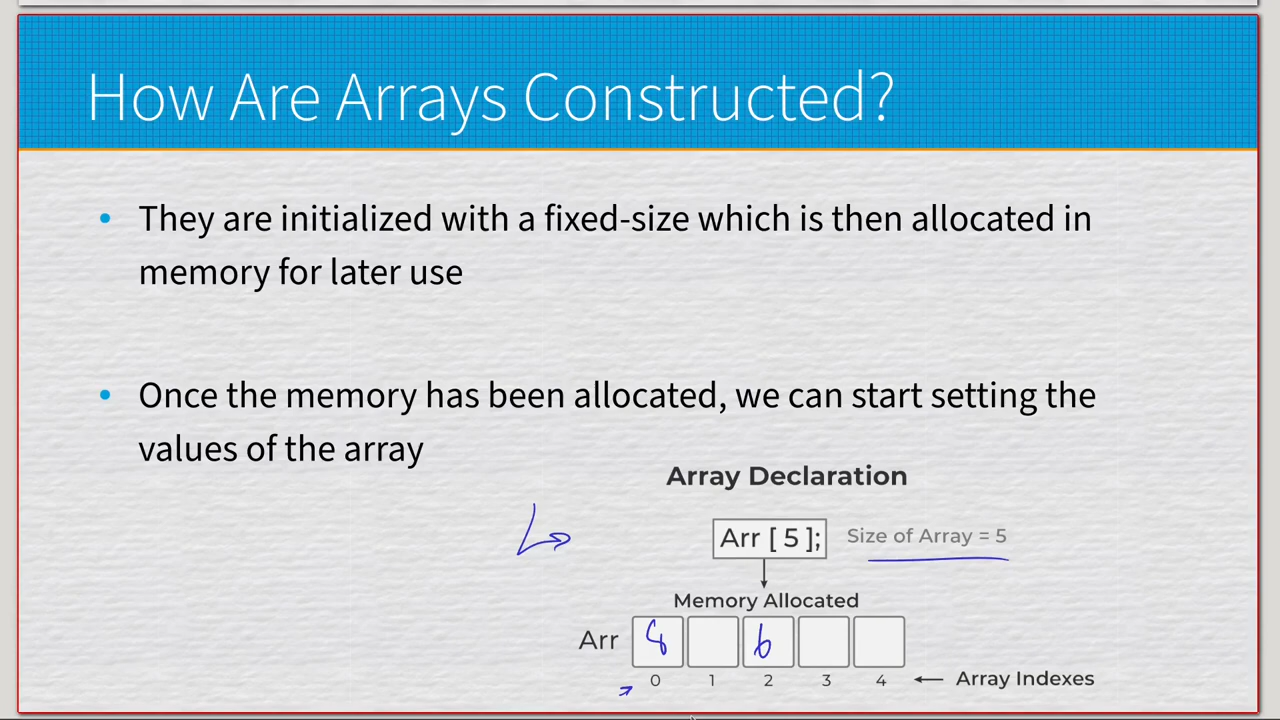 How Are Arrays Constructed?
• They are initialized with a fixed-size which is then allocated in
memory for later use
• Once the memory has been allocated, we can start setting the
values of the array
Array Declaration
Arr [ 5 ]; Size of Array = 5
Memory Allocated
Arr 8 6
0 1 2 3 4 Array Indexes